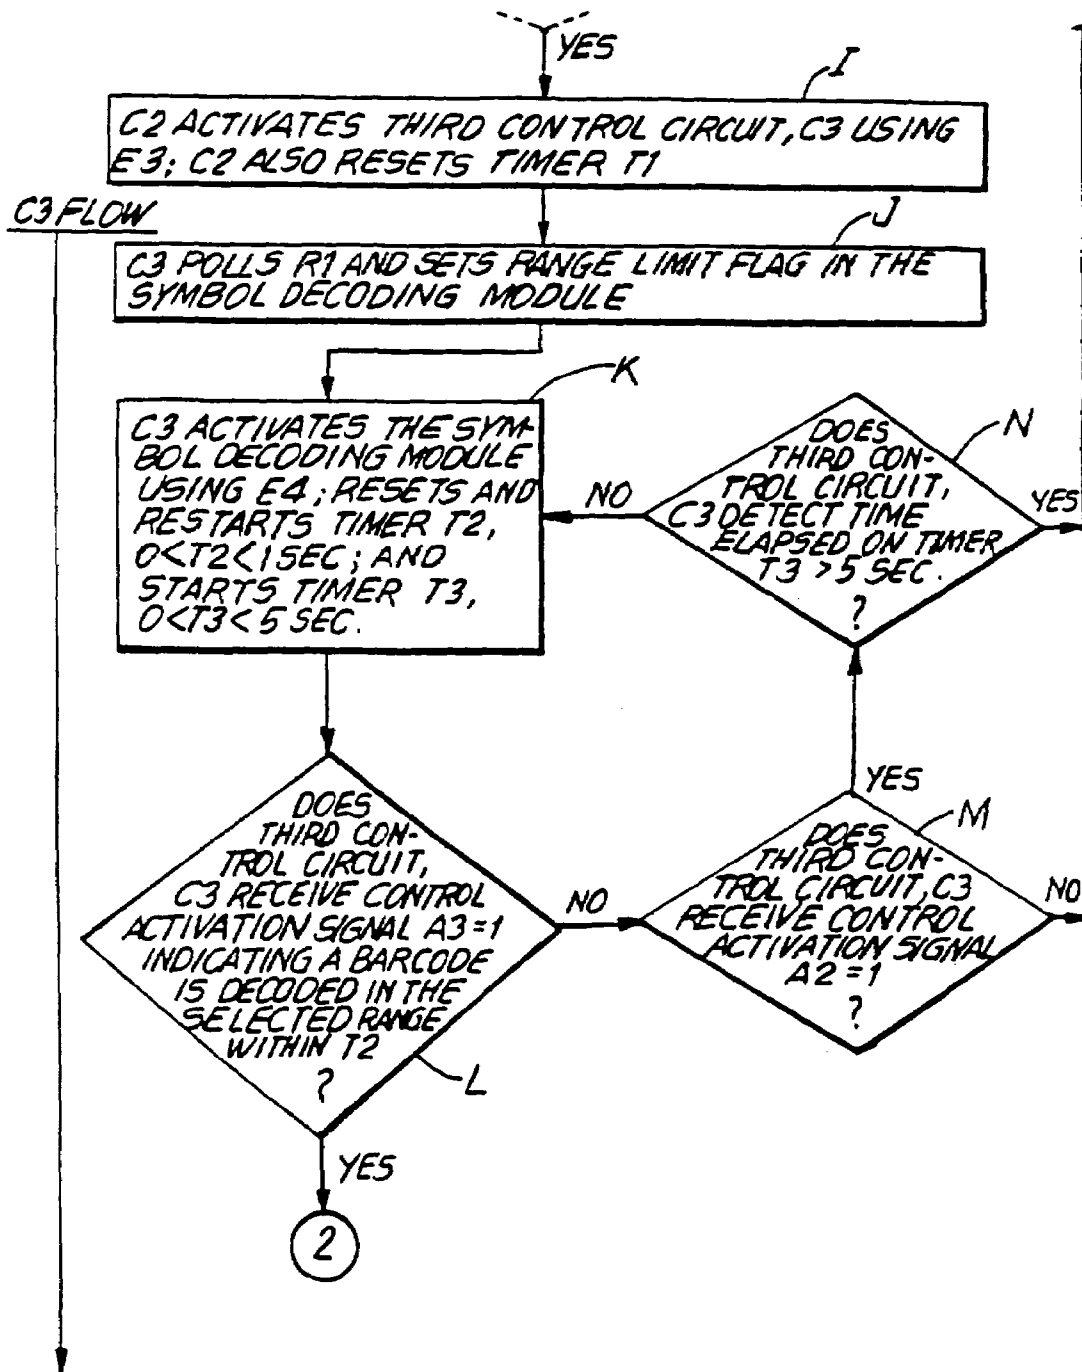 YES
I
C2 ACTIVATES THIRD CONTROL CIRCUIT, C3 USING
E3; C2 ALSO RESETS TIMER T1
C3 FLOW
J
C3 POLLS R1 AND SETS RANGE LIMIT FLAG IN THE
SYMBOL DECODING MODULE
K
C3 ACTIVATES THE SYM-
BOL DECODING MODULE
USING E4; RESETS AND
RESTARTS TIMER T2,
0<T2<1 SEC; AND
STARTS TIMER T3,
0<T3<5 SEC.
N
DOES
THIRD CON-
TROL CIRCUIT,
C3 DETECT TIME
ELAPSED ON TIMER
T3 >5 SEC.
?
NO
YES
DOES
THIRD CON-
TROL CIRCUIT,
C3 RECEIVE CONTROL
ACTIVATION SIGNAL A3=1
INDICATING A BARCODE
IS DECODED IN THE
SELECTED RANGE
WITHIN T2
?
L
NO
YES
M
DOES
THIRD CON-
TROL CIRCUIT, C3
RECEIVE CONTROL
ACTIVATION SIGNAL
A2=1
?
NO
YES
2